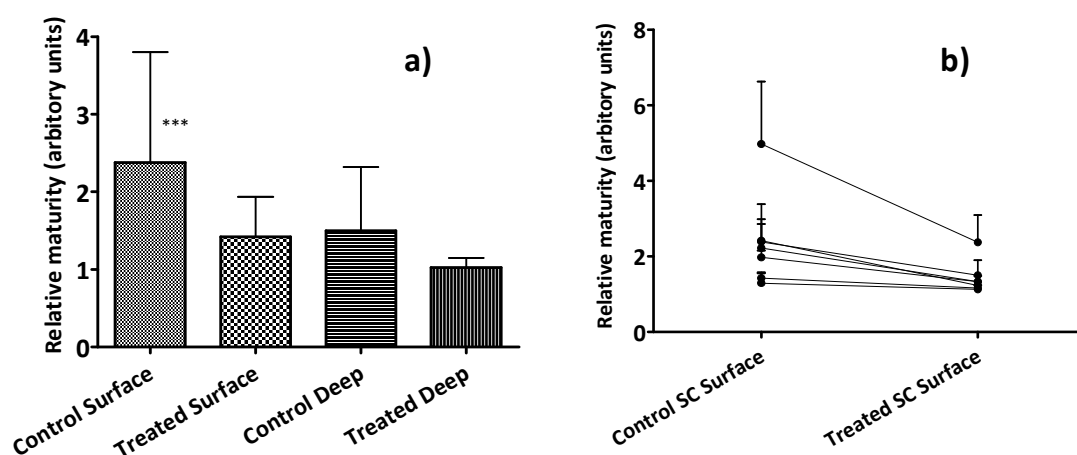 a)
Relative maturity (arbitory units)
4
3
2
1
0
***
Control Surface
Treated Surface
Control Deep
Treated Deep
b)
Relative maturity (arbitory units)
8
6
4
2
0
Control SC Surface
Treated SC Surface